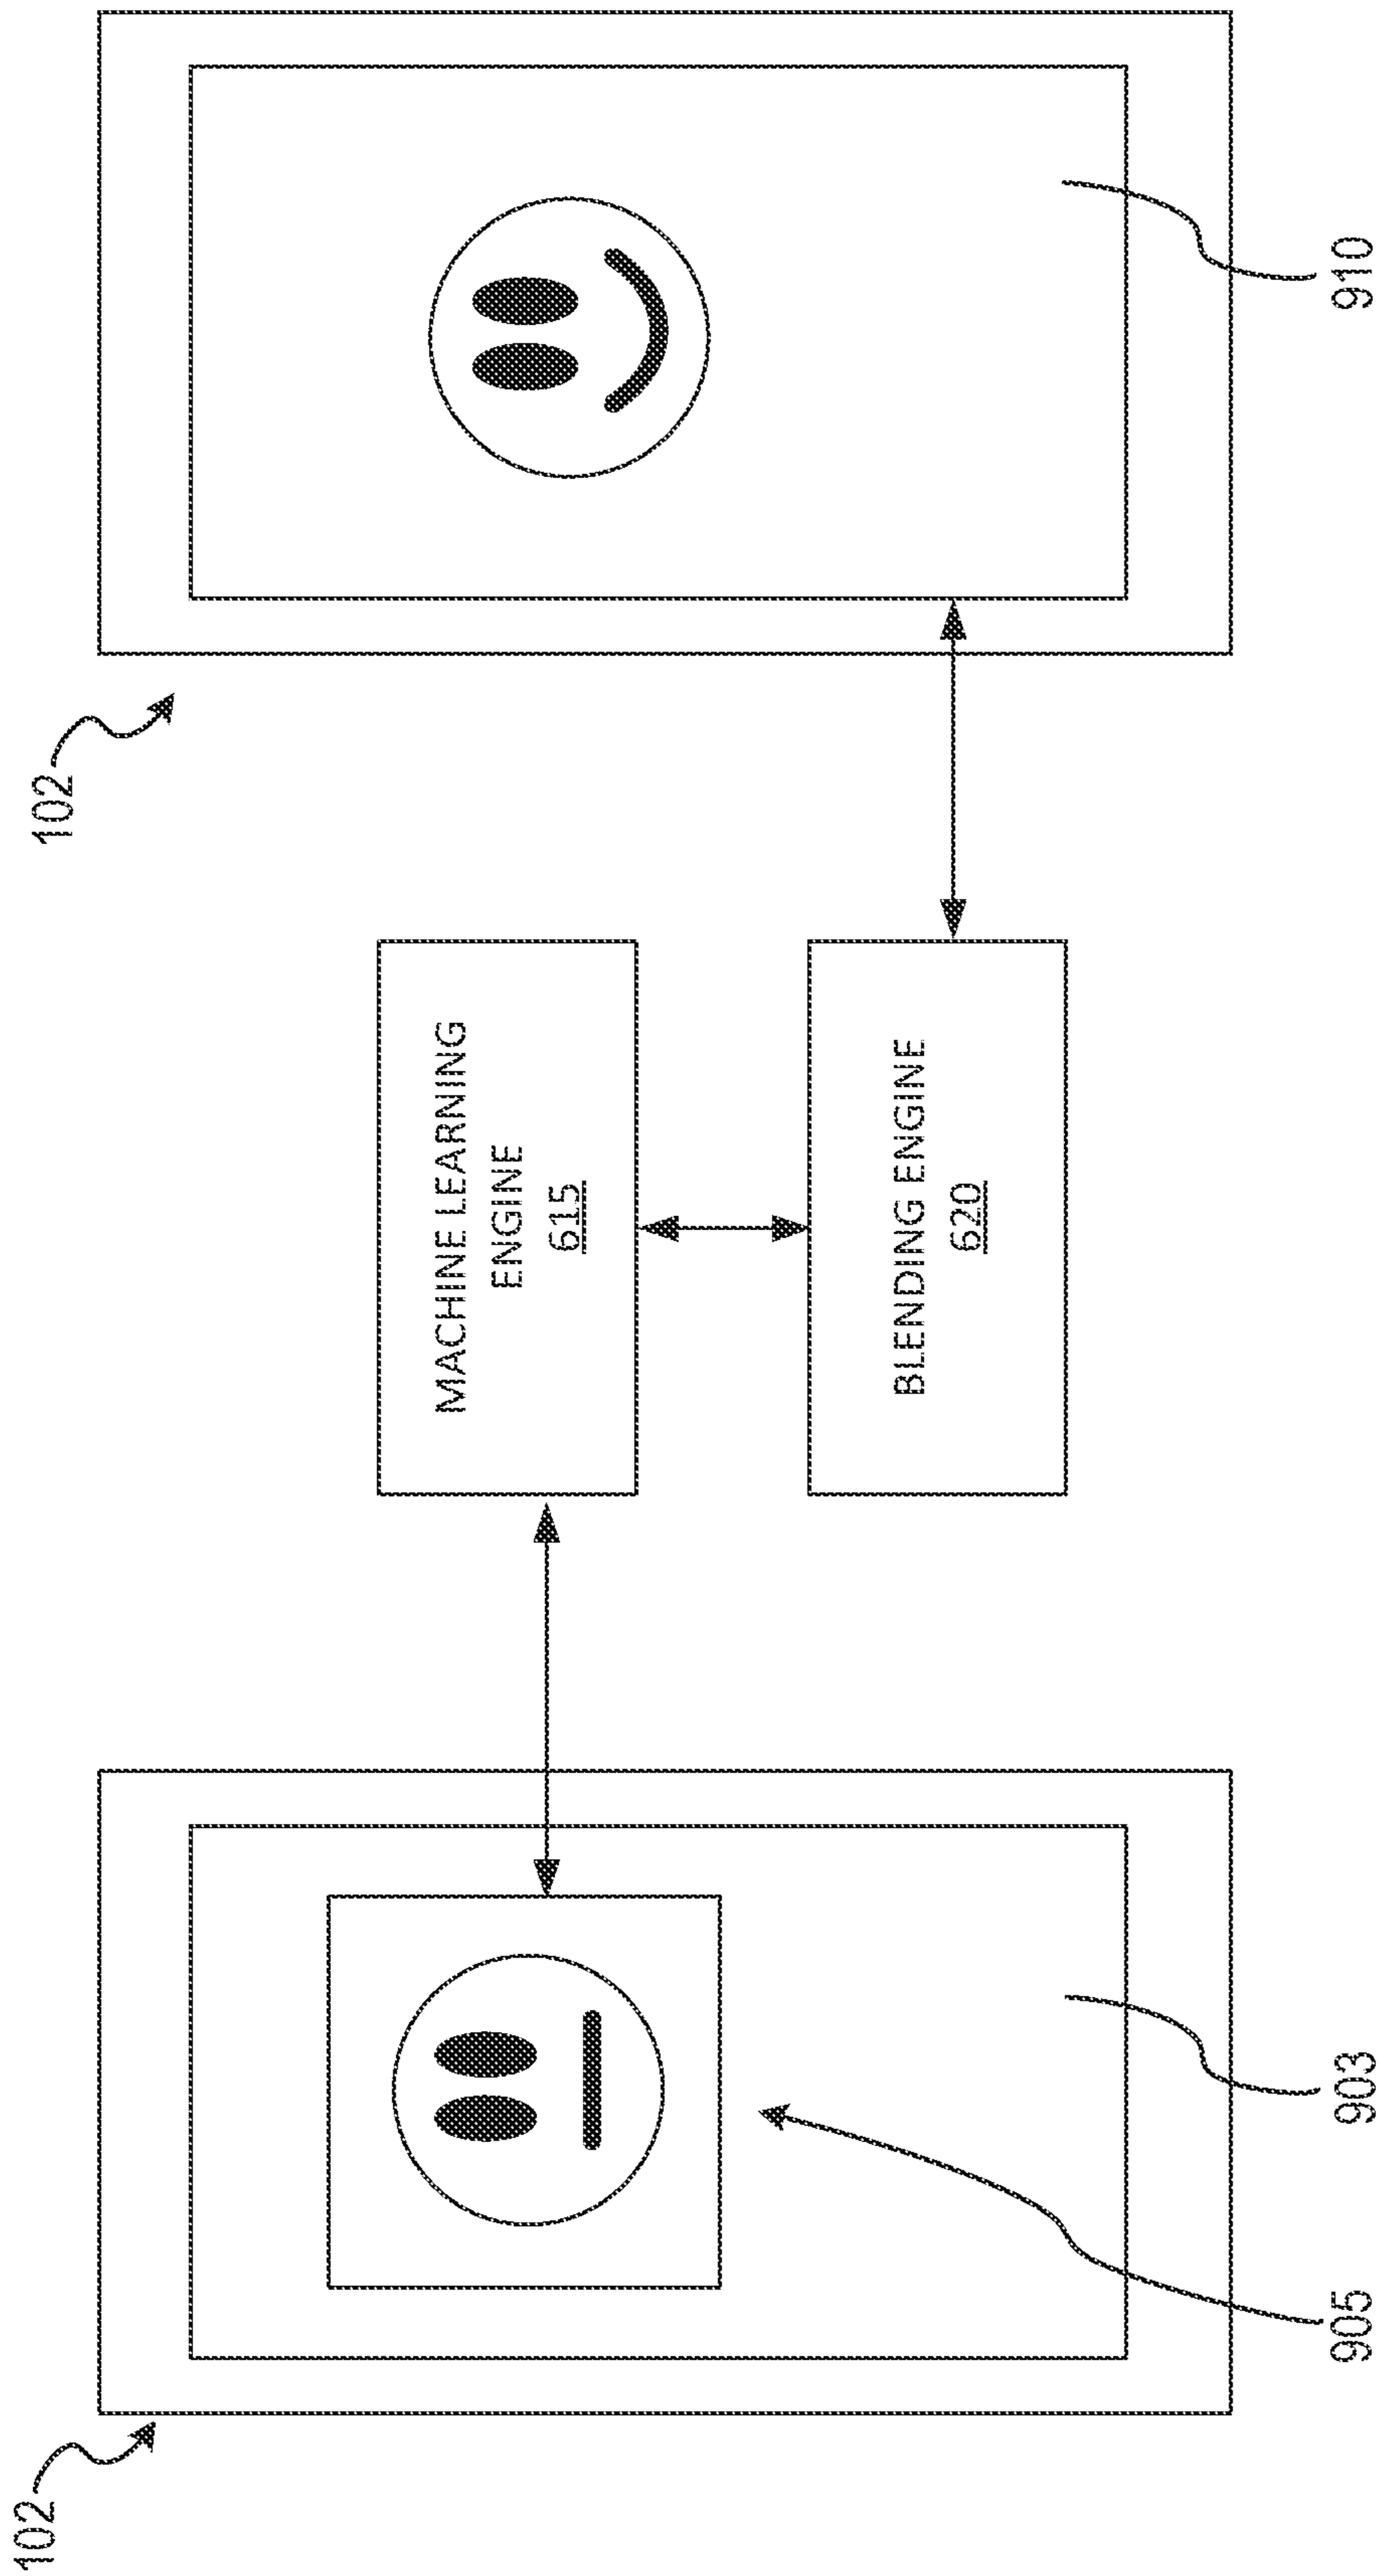 102
905
903
MACHINE LEARNING
ENGINE
615
BLENDING ENGINE
620
102
910